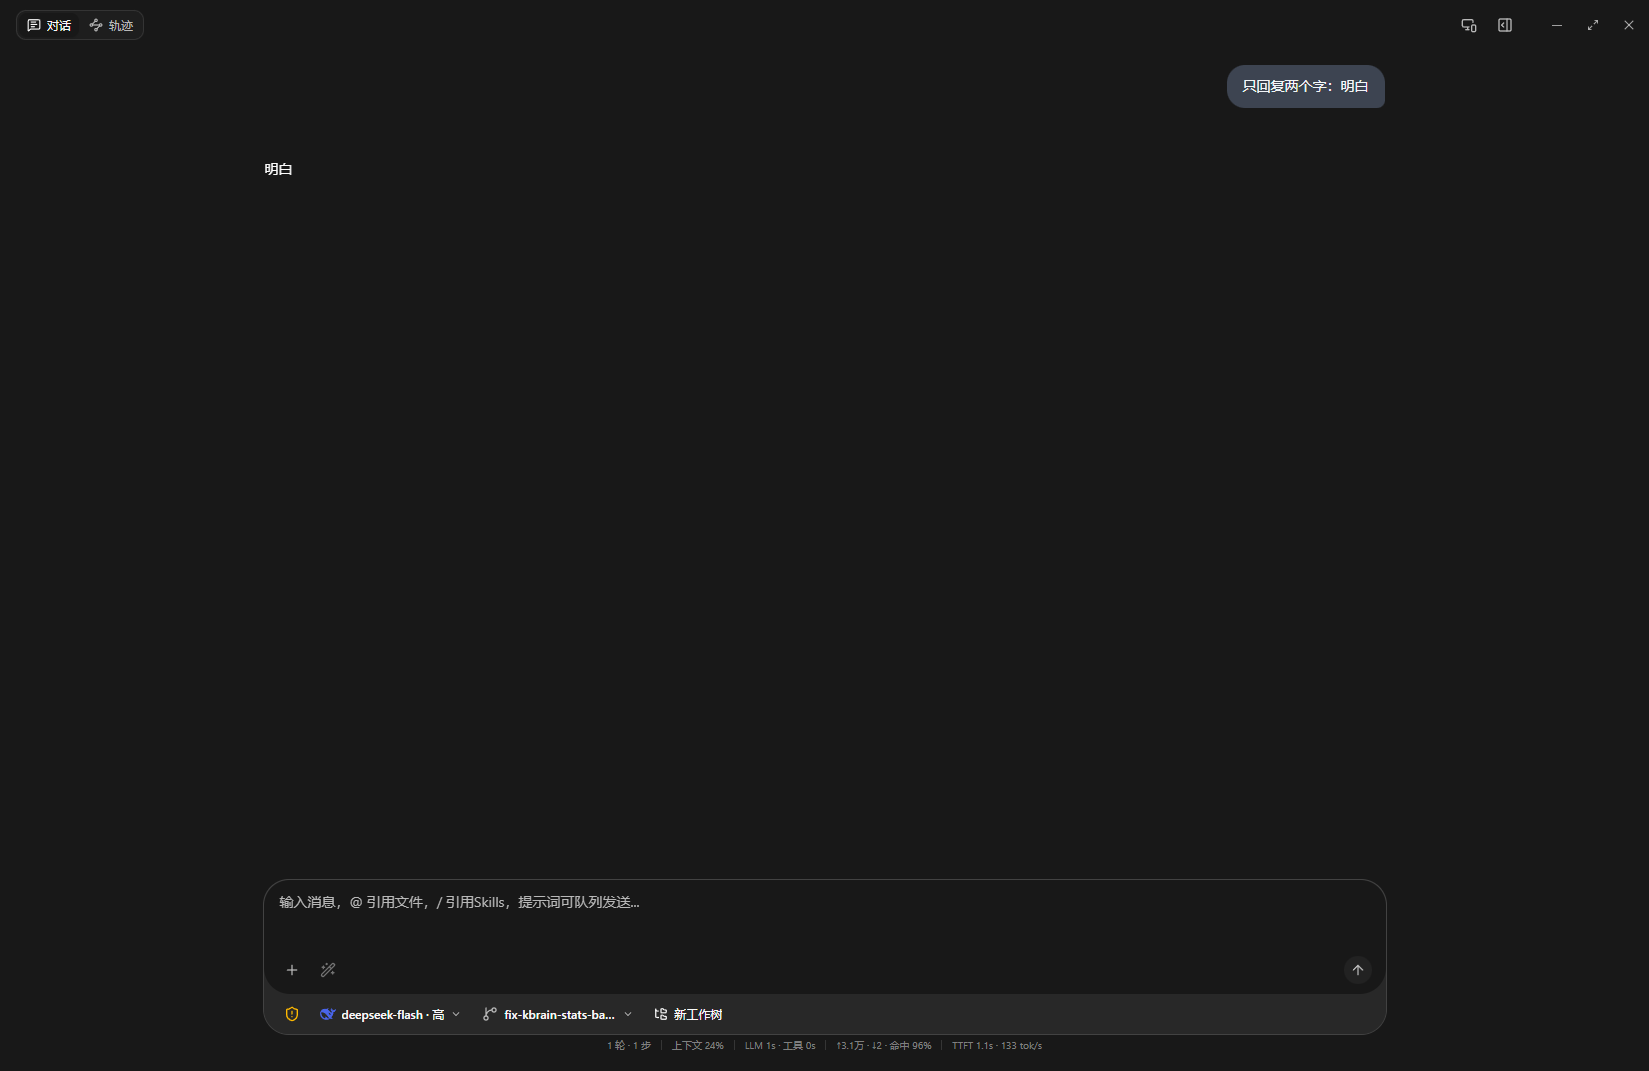 对话 轨迹
只回复两个字：明白
明白
输入消息，@ 引用文件，/ 引用Skills，提示词可队列发送...
deepseek-flash · 高 fix-kbrain-stats-ba... 新工作树
1 轮 · 1 步 | 上下文 24% | LLM 1s · 工具 0s | ↑3.1万 · ↓2 · 命中 96% | TTFT 1.1s · 133 tok/s